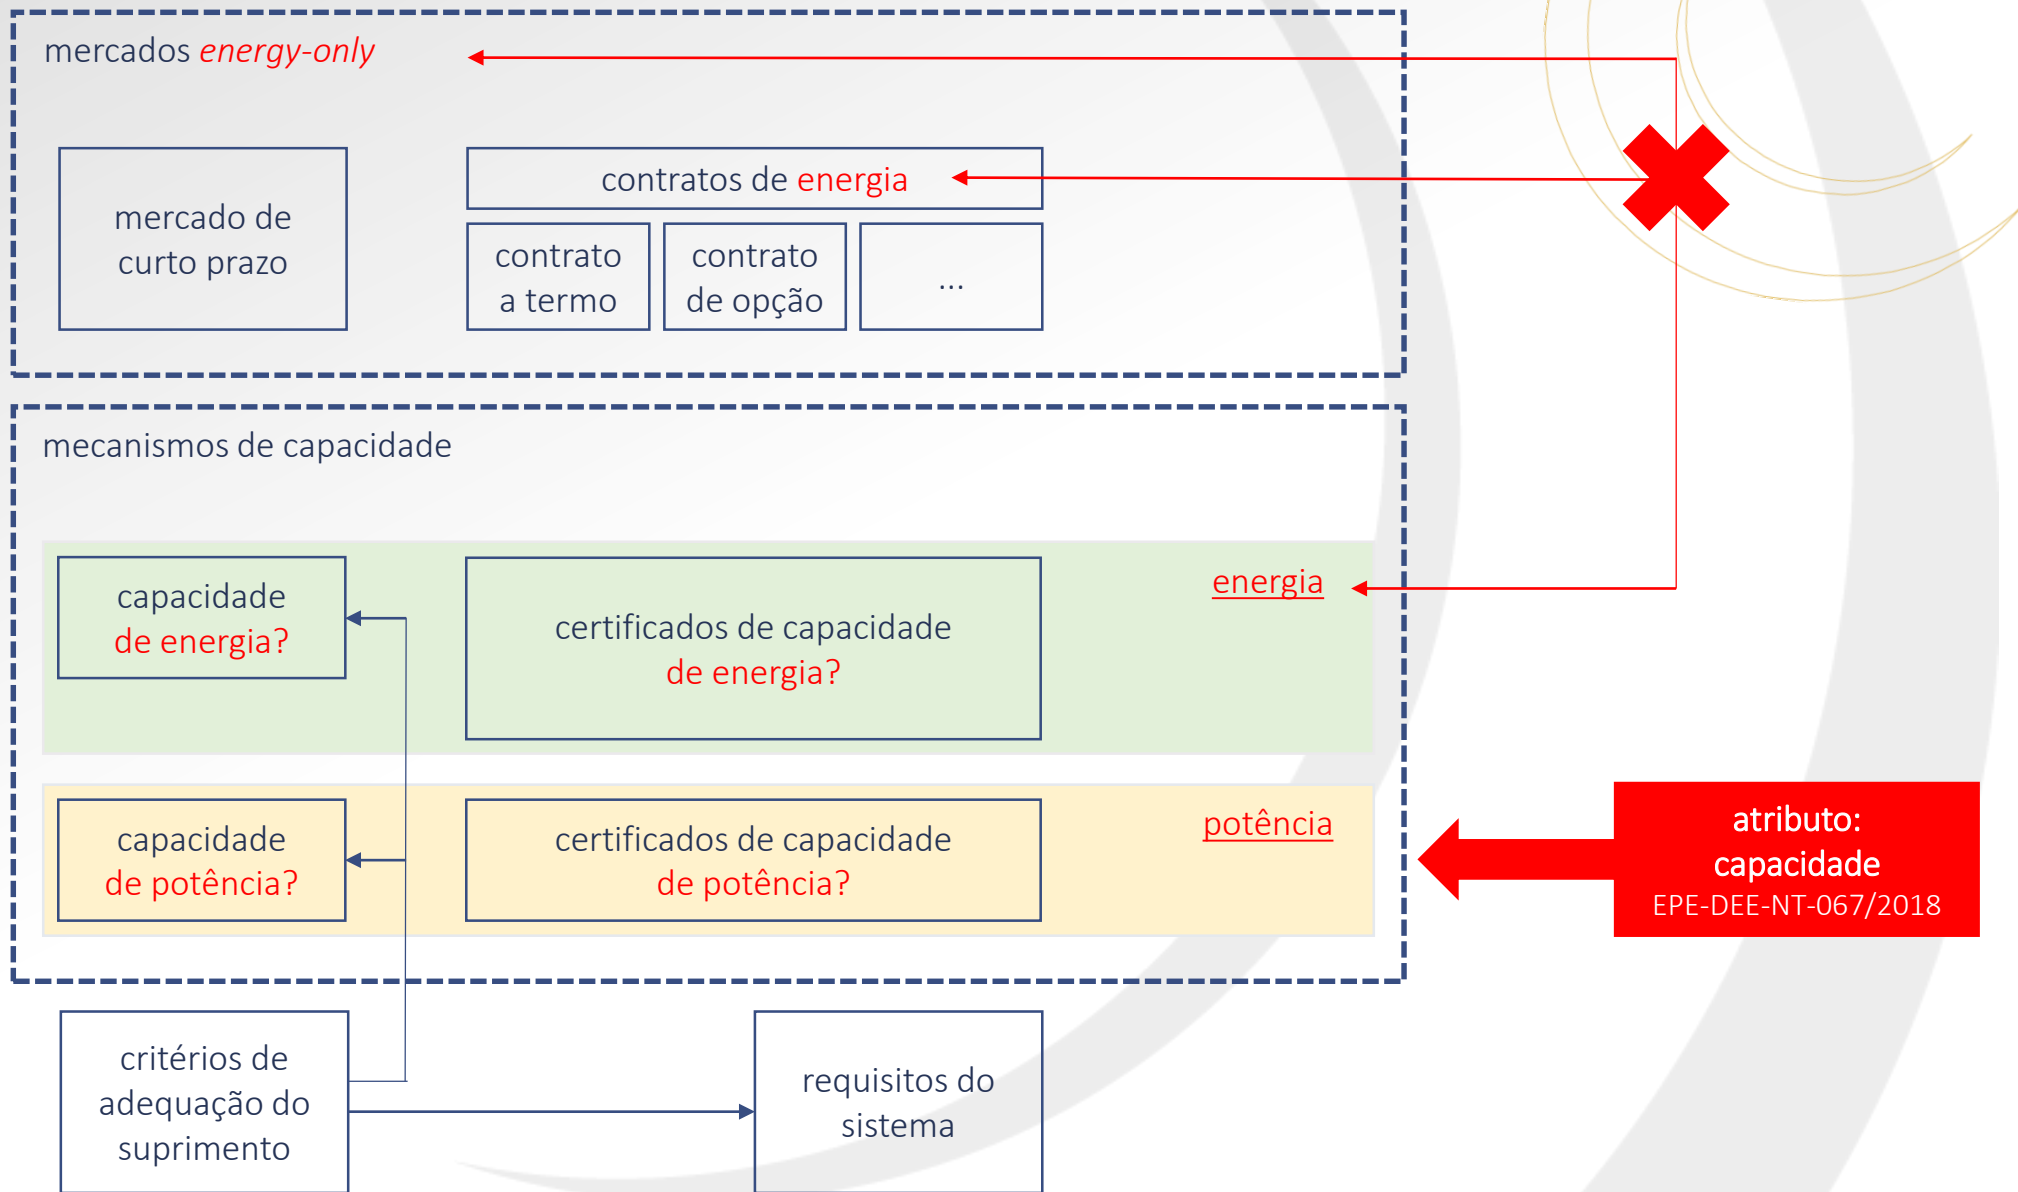 mercados energy-only
mercado de
curto prazo
contratos de energia
contrato
a termo
contrato
de opção
...
mecanismos de capacidade
capacidade
de energia?
certificados de capacidade
de energia?
energia
capacidade
de potência?
certificados de capacidade
de potência?
potência
atributo:
capacidade
EPE-DEE-NT-067/2018
critérios de
adequação do
suprimento
requisitos do
sistema